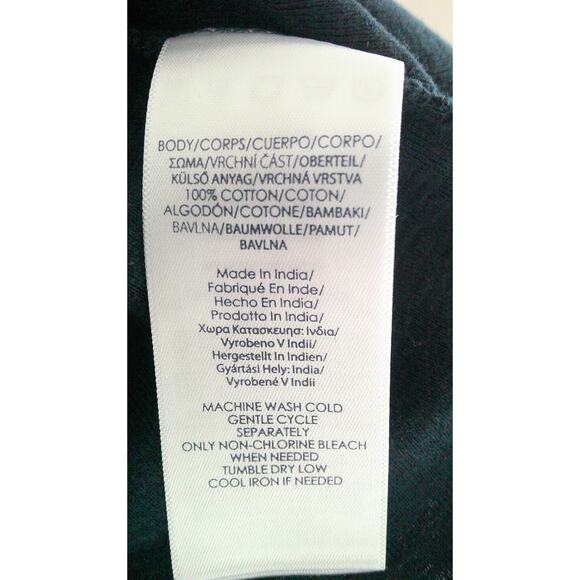 BODY/CORPS/CUERPO/CORPO/
ΣΩΜΑ/VRCHNÍ ČÁST/OBERTEIL/
KÜLSŐ ANYAG/VRCHNÁ VRSTVA
100% COTTON/COTON/
ALGODÓN/COTONE/BAMBAKI/
BAVLNA/BAUMWOLLE/PAMUT/
BAVLNA
Made In India/
Fabriqué En Inde/
Hecho En India/
Prodotto In India/
Χωρα Κατασκευησ: Ινδια/
Vyrobeno V Indii/
Hergestellt In Indien/
Gyártási Hely: India/
Vyrobené V Indii
MACHINE WASH COLD
GENTLE CYCLE
SEPARATELY
ONLY NON-CHLORINE BLEACH
WHEN NEEDED
TUMBLE DRY LOW
COOL IRON IF NEEDED